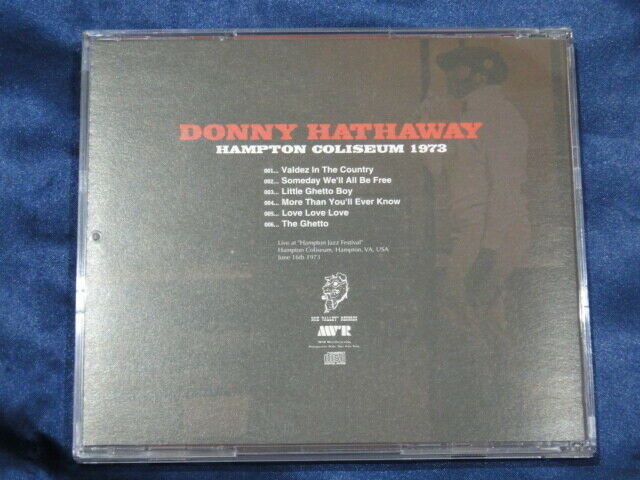 DONNY HATHAWAY
HAMPTON COLISEUM 1973
001... Valdez In The Country
002... Someday We'll All Be Free
003... Little Ghetto Boy
004... More Than You'll Ever Know
005... Love Love Love
006... The Ghetto
Live at "Hampton Jazz Festival"
Hampton Coliseum, Hampton, VA, USA
June 16th 1973
MVR